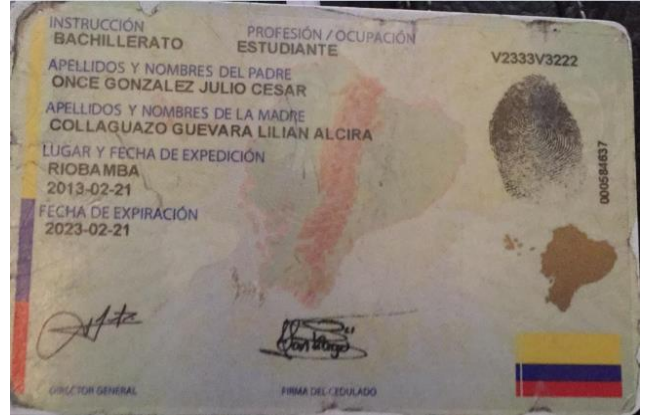 INSTRUCCIÓN PROFESIÓN / OCUPACIÓN
BACHILLERATO ESTUDIANTE
V2333V3222
APELLIDOS Y NOMBRES DEL PADRE
ONCE GONZALEZ JULIO CESAR
APELLIDOS Y NOMBRES DE LA MADRE
COLLAGUAZO GUEVARA LILIAN ALCIRA
LUGAR Y FECHA DE EXPEDICIÓN
RIOBAMBA
2013-02-21
FECHA DE EXPIRACIÓN
2023-02-21
000584637
Santiago
DIRECTOR GENERAL FIRMA DEL CEDULADO